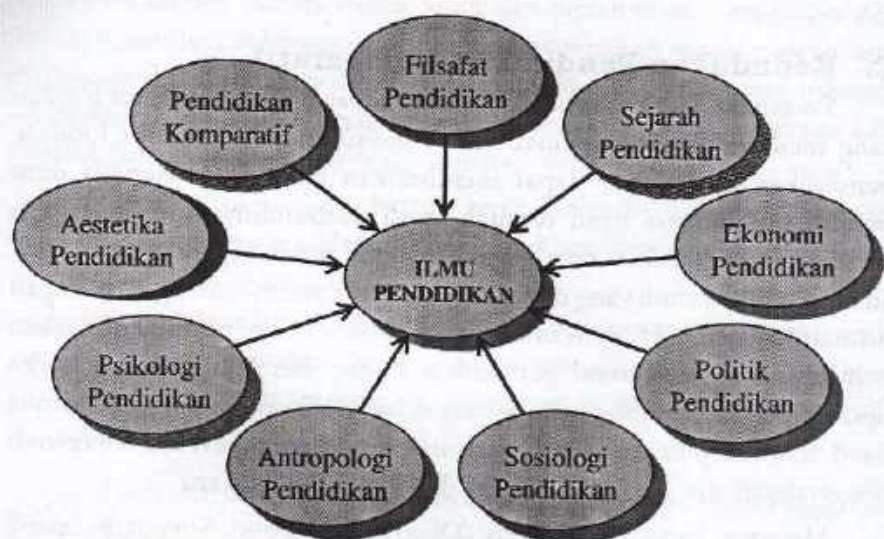 Filsafat
Pendidikan
Pendidikan
Komparatif
Sejarah
Pendidikan
Aestetika
Pendidikan
Ekonomi
Pendidikan
ILMU
PENDIDIKAN
Psikologi
Pendidikan
Politik
Pendidikan
Antropologi
Pendidikan
Sosiologi
Pendidikan